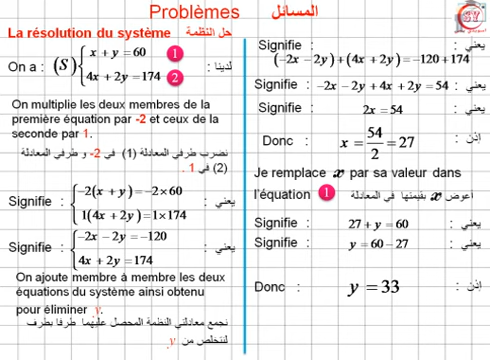 Problèmes المسائل
La résolution du système حل النظمة
On a : (S) { x + y = 60 1 لدينا :
4x + 2y = 174 2
On multiplie les deux membres de la
première équation par -2 et ceux de la
seconde par 1.
نضرب طرفي المعادلة (1) في 2- و طرفي المعادلة
(2) في 1 .
Signifie : { -2(x + y) = -2×60 يعني :
1(4x + 2y) = 1×174
Signifie : { -2x - 2y = -120 يعني :
4x + 2y = 174
On ajoute membre à membre les deux
équations du système ainsi obtenu
pour éliminer y.
نجمع معادلتي النظمة المحصل عليهما طرفا بطرف
لنتخلص من y.
Signifie : يعني :
(-2x - 2y) + (4x + 2y) = -120 + 174
Signifie : -2x - 2y + 4x + 2y = 54 يعني :
Signifie : 2x = 54 يعني :
Donc : x = 54/2 = 27 إذن :
Je remplace x par sa valeur dans
l'équation 1 اعوض x بقيمتها في المعادلة
Signifie : 27 + y = 60 يعني :
Signifie : y = 60 - 27 يعني :
Donc : y = 33 إذن :